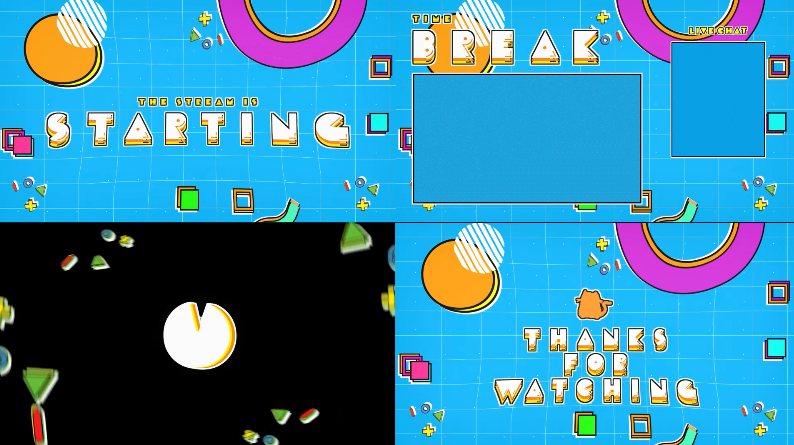 THE STREAM IS
STARTING
TIME
BREAK
LIVECHAT
THANKS
FOR
WATCHING